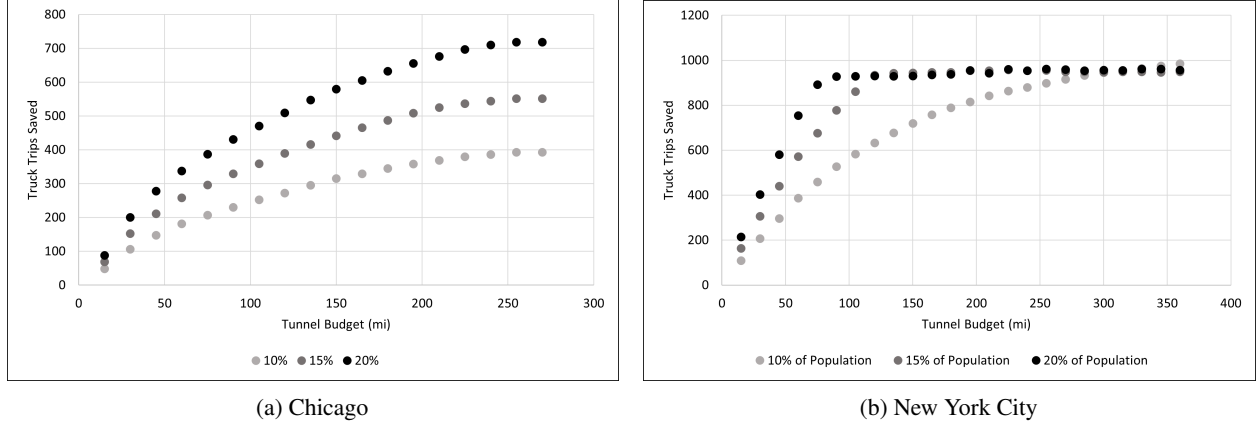 800
700
600
500
400
300
200
100
0
Truck Trips Saved
0 50 100 150 200 250 300
Tunnel Budget (mi)
10% 15% 20%
(a) Chicago
1200
1000
800
600
400
200
0
Truck Trips Saved
0 50 100 150 200 250 300 350 400
Tunnel Budget (mi)
10% of Population 15% of Population 20% of Population
(b) New York City